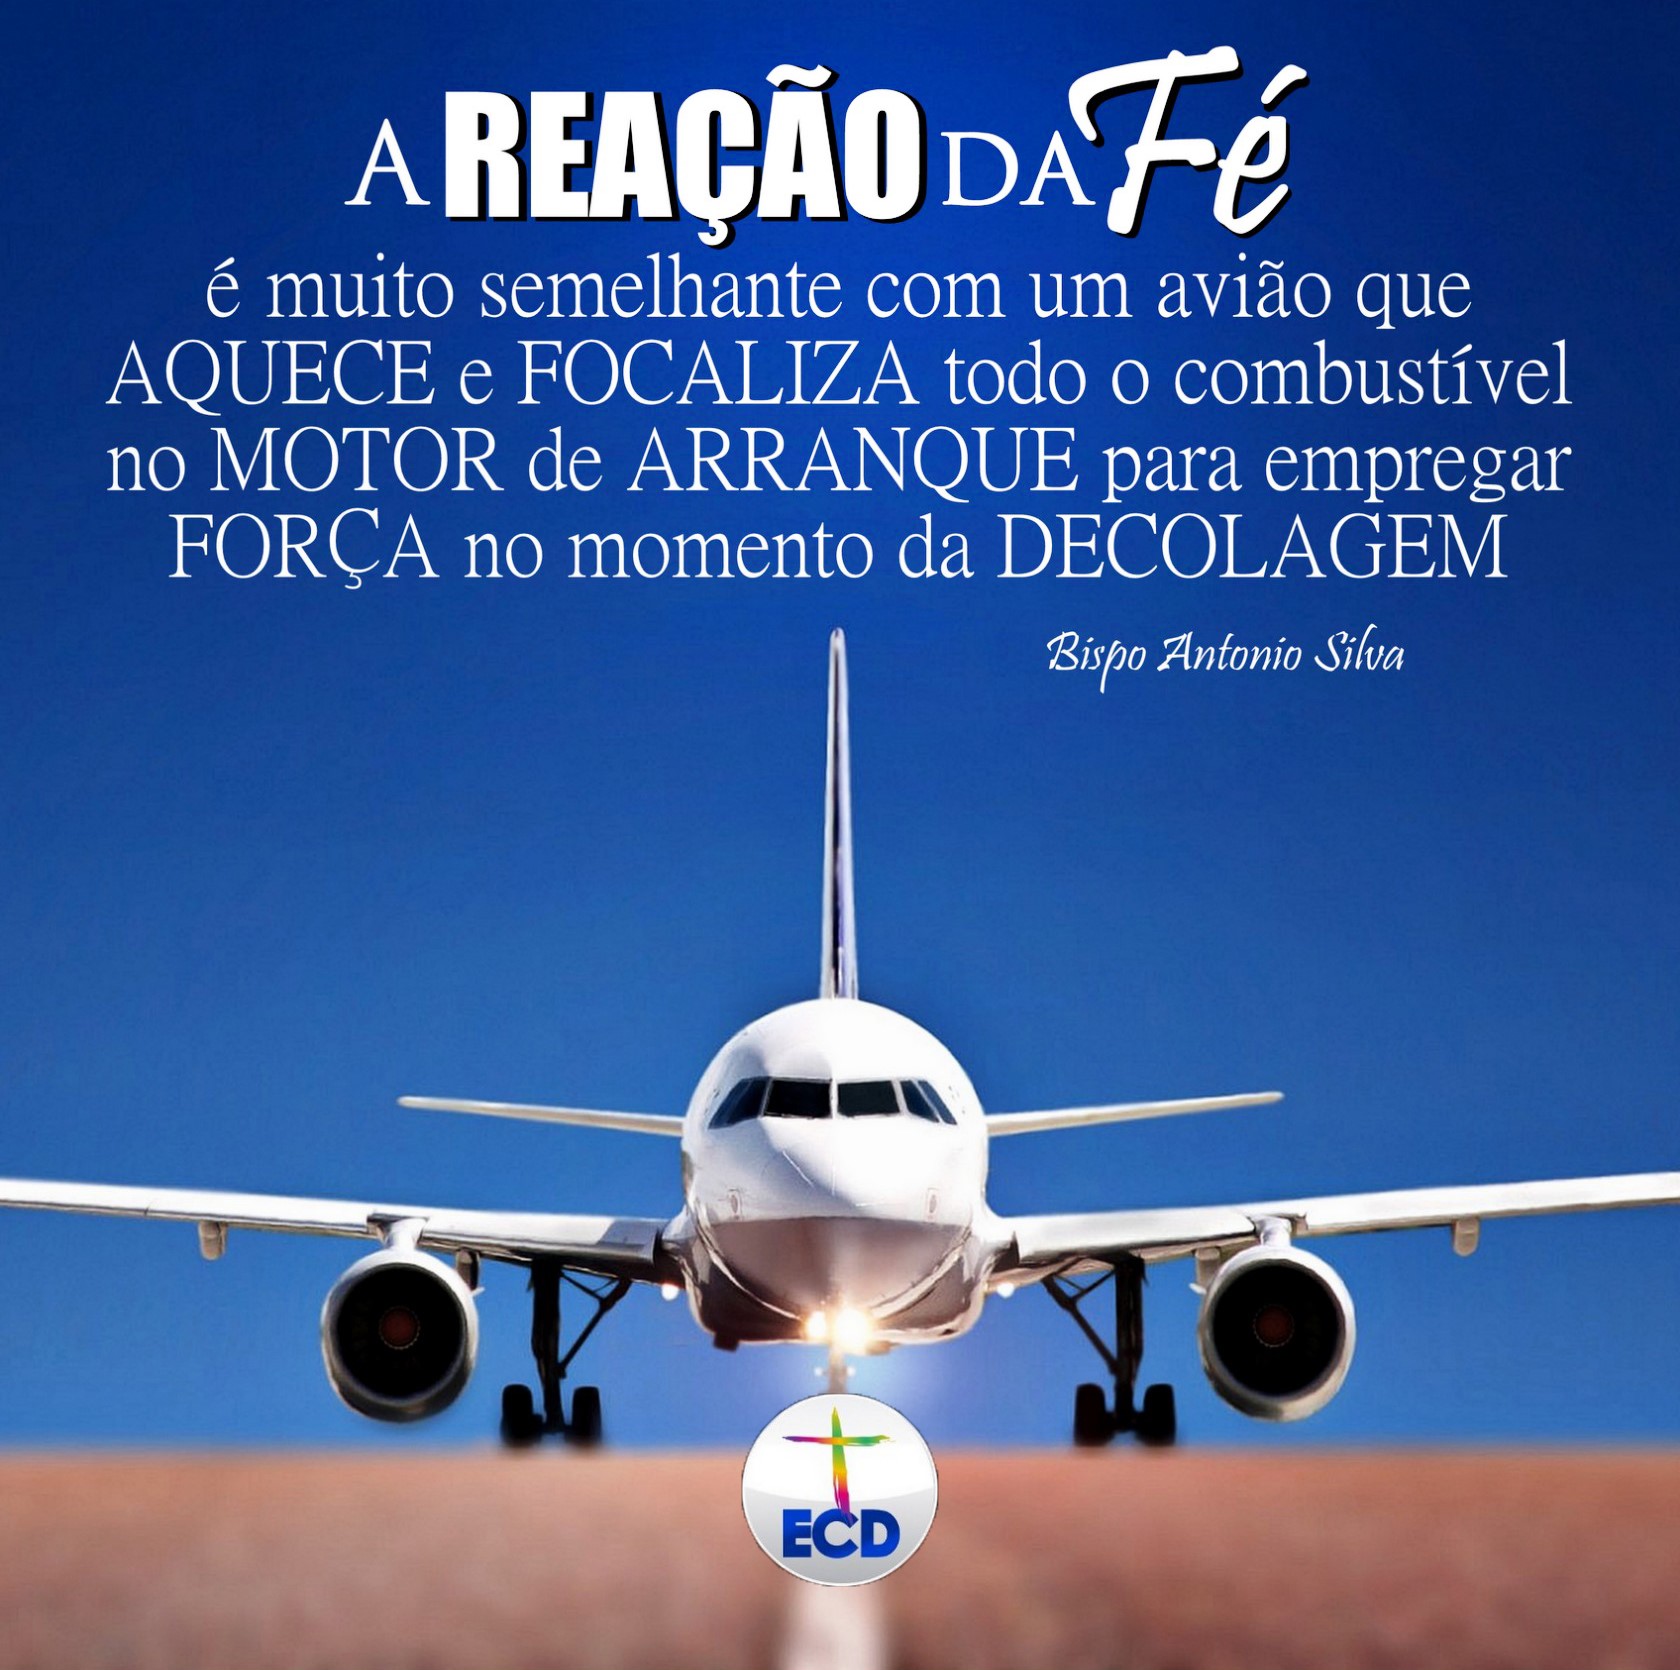 A REAÇÃO DA Fé
é muito semelhante com um avião que
AQUECE e FOCALIZA todo o combustível
no MOTOR de ARRANQUE para empregar
FORÇA no momento da DECOLAGEM
Bispo Antonio Silva
ECD